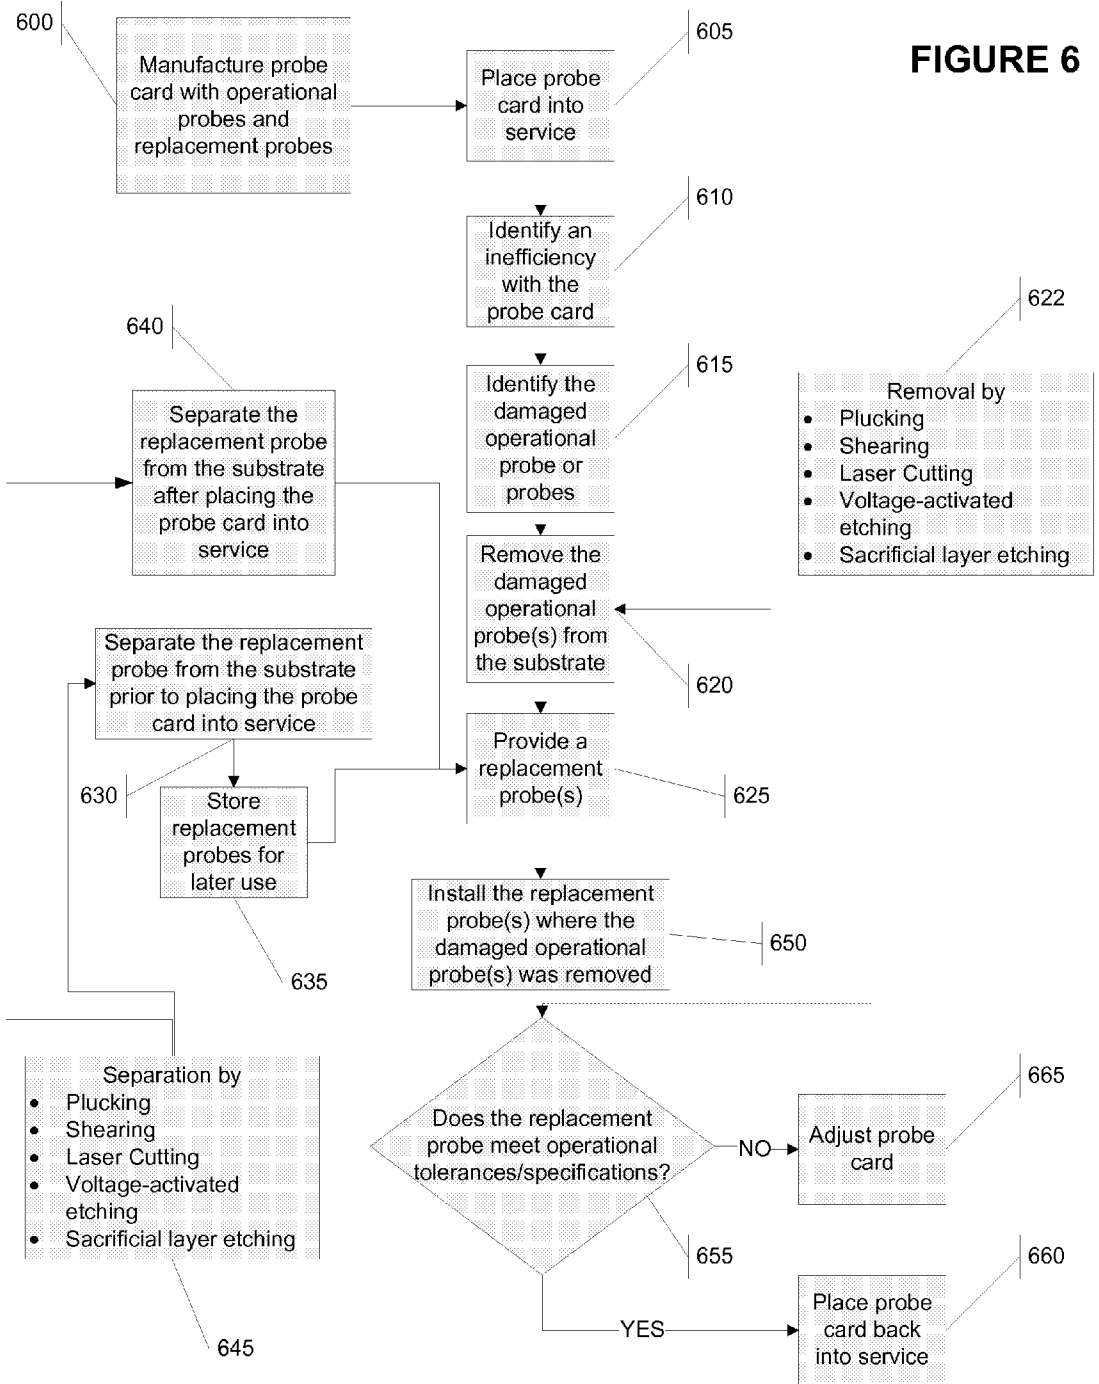 FIGURE 6
600
Manufacture probe
card with operational
probes and
replacement probes
605
Place probe
card into
service
610
Identify an
inefficiency
with the
probe card
615
Identify the
damaged
operational
probe or
probes
622
Removal by
• Plucking
• Shearing
• Laser Cutting
• Voltage-activated
etching
• Sacrificial layer etching
640
Separate the
replacement probe
from the substrate
after placing the
probe card into
service
Remove the
damaged
operational
probe(s) from
the substrate
620
Separate the replacement
probe from the substrate
prior to placing the probe
card into service
630
Provide a
replacement
probe(s)
625
Store
replacement
probes for
later use
635
Install the replacement
probe(s) where the
damaged operational
probe(s) was removed
650
Separation by
• Plucking
• Shearing
• Laser Cutting
• Voltage-activated
etching
• Sacrificial layer etching
645
Does the replacement
probe meet operational
tolerances/specifications?
655
NO
Adjust probe
card
665
YES
Place probe
card back
into service
660